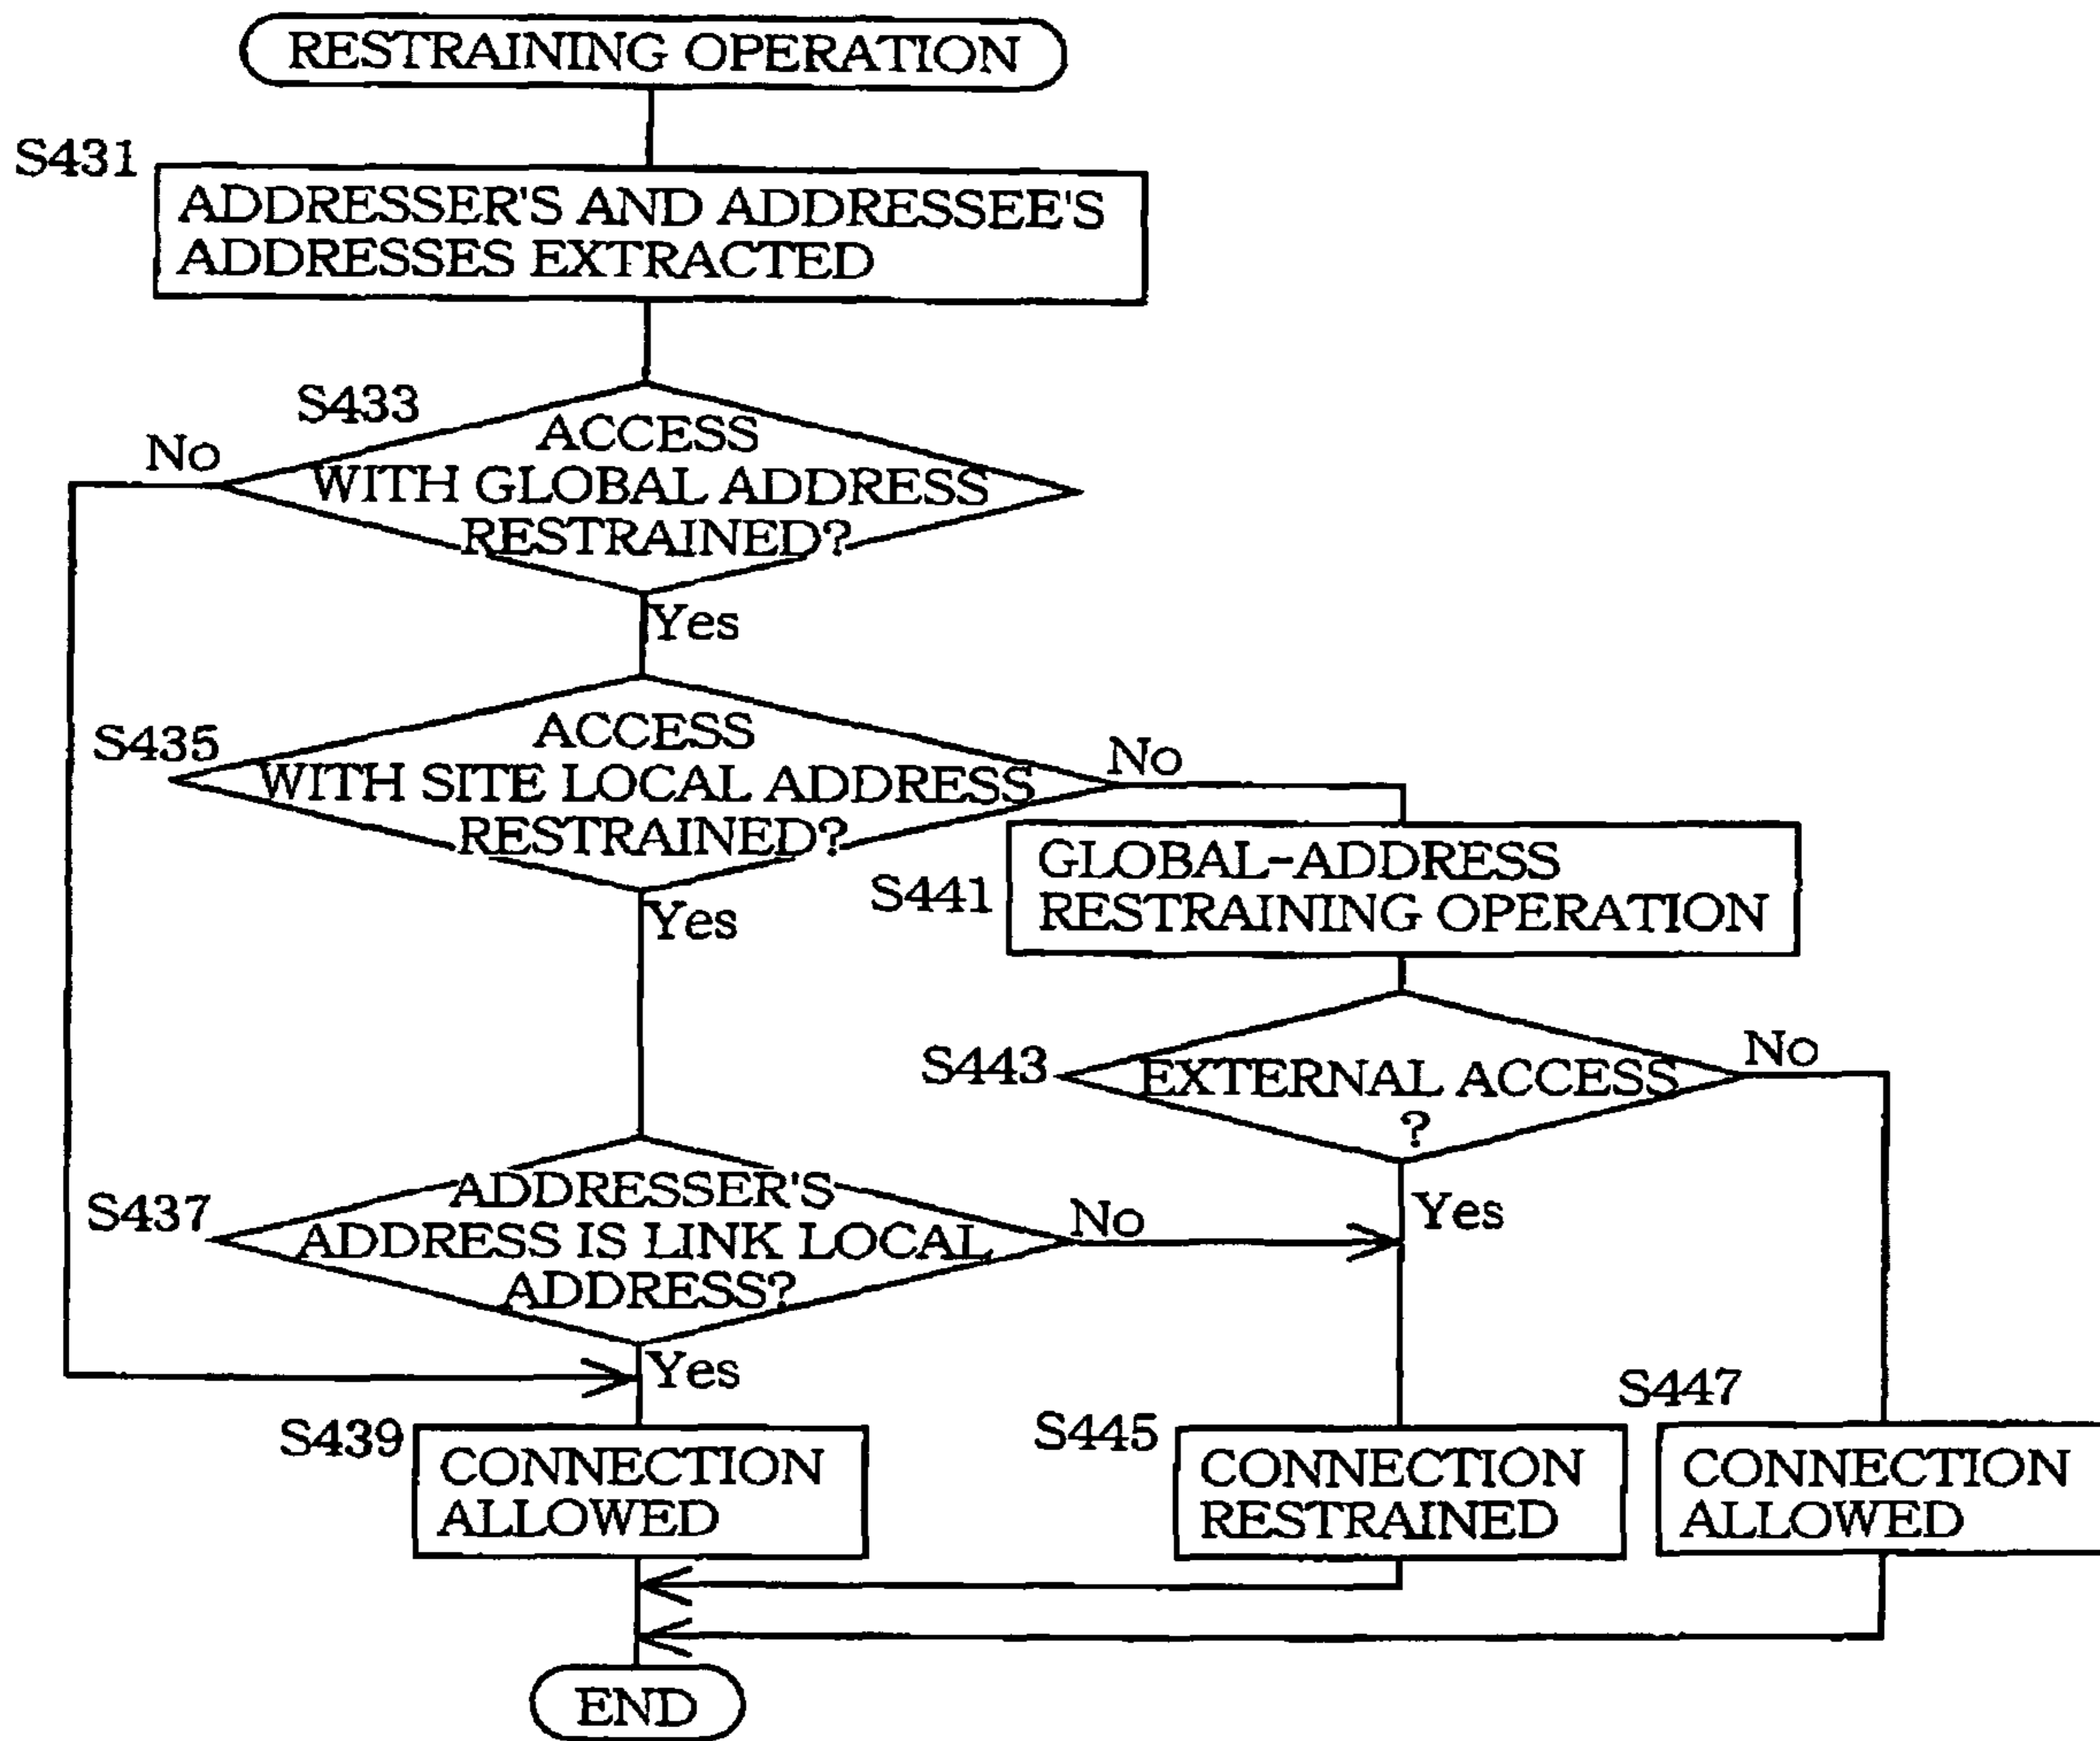 RESTRAINING OPERATION
S431
ADDRESSER'S AND ADDRESSEE'S
ADDRESSES EXTRACTED
S433
No
ACCESS
WITH GLOBAL ADDRESS
RESTRAINED?
Yes
S435
ACCESS
WITH SITE LOCAL ADDRESS
RESTRAINED?
No
Yes
S441
GLOBAL-ADDRESS
RESTRAINING OPERATION
S443
EXTERNAL ACCESS
?
No
Yes
S437
ADDRESSER'S
ADDRESS IS LINK LOCAL
ADDRESS?
No
Yes
S439
CONNECTION
ALLOWED
S445
CONNECTION
RESTRAINED
S447
CONNECTION
ALLOWED
END